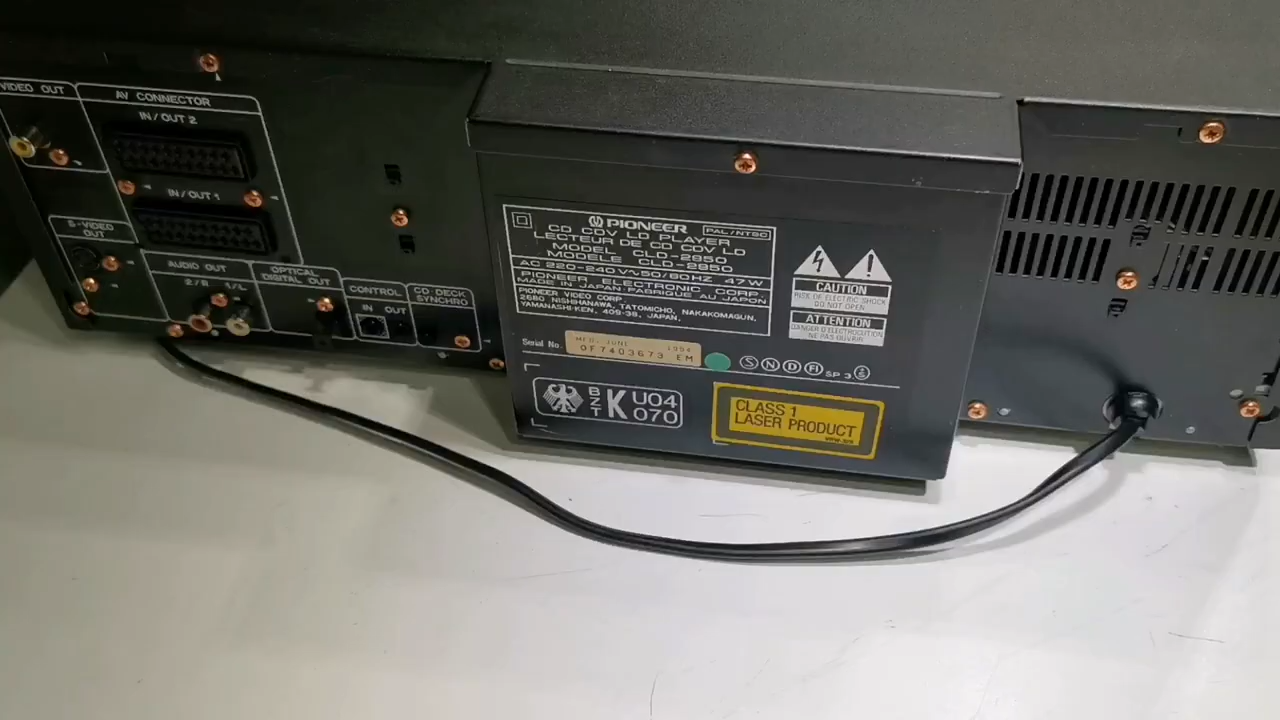 VIDEO OUT
AV CONNECTOR
IN/OUT 2
IN/OUT 1
S-VIDEO
OUT
AUDIO OUT
2/R 1/L
OPTICAL
DIGITAL OUT
CONTROL
IN OUT
CD DECK
SYNCHRO
PIONEER PAL/NTSC
CD CDV LD PLAYER
LECTEUR DE CD CDV LD
MODEL CLD-2950
MODELE CLD-2950
AC 220-240 V~50/60HZ 47W
PIONEER ELECTRONIC CORP.
MADE IN JAPAN FABRIQUE AU JAPON
PIONEER VIDEO CORP.
2680 NISHIHANAWA, TATOMICHO, NAKAKOMAGUN,
YAMANASHI-KEN, 409-38, JAPAN.
CAUTION
RISK OF ELECTRIC SHOCK
DO NOT OPEN
ATTENTION
DANGER D'ELECTROCUTION
NE PAS OUVRIR
Serial No.
MFD. JUNE 1994
OF7403673 EM
S N D FI SP 3.
BZT K U04
070
CLASS 1
LASER PRODUCT